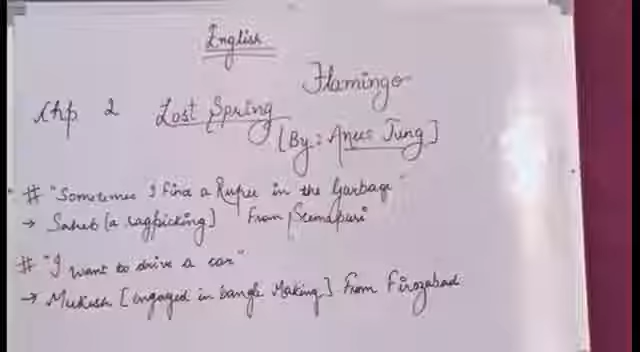 English
Flamingo
Chp 2 Lost Spring
[By: Anees Jung]
# "Sometimes I find a Rupee in the Garbage"
→ Saheb [a ragpicking] From Seemapuri
# "I want to drive a car"
→ Mukesh [engaged in bangle Making] From Firozabad